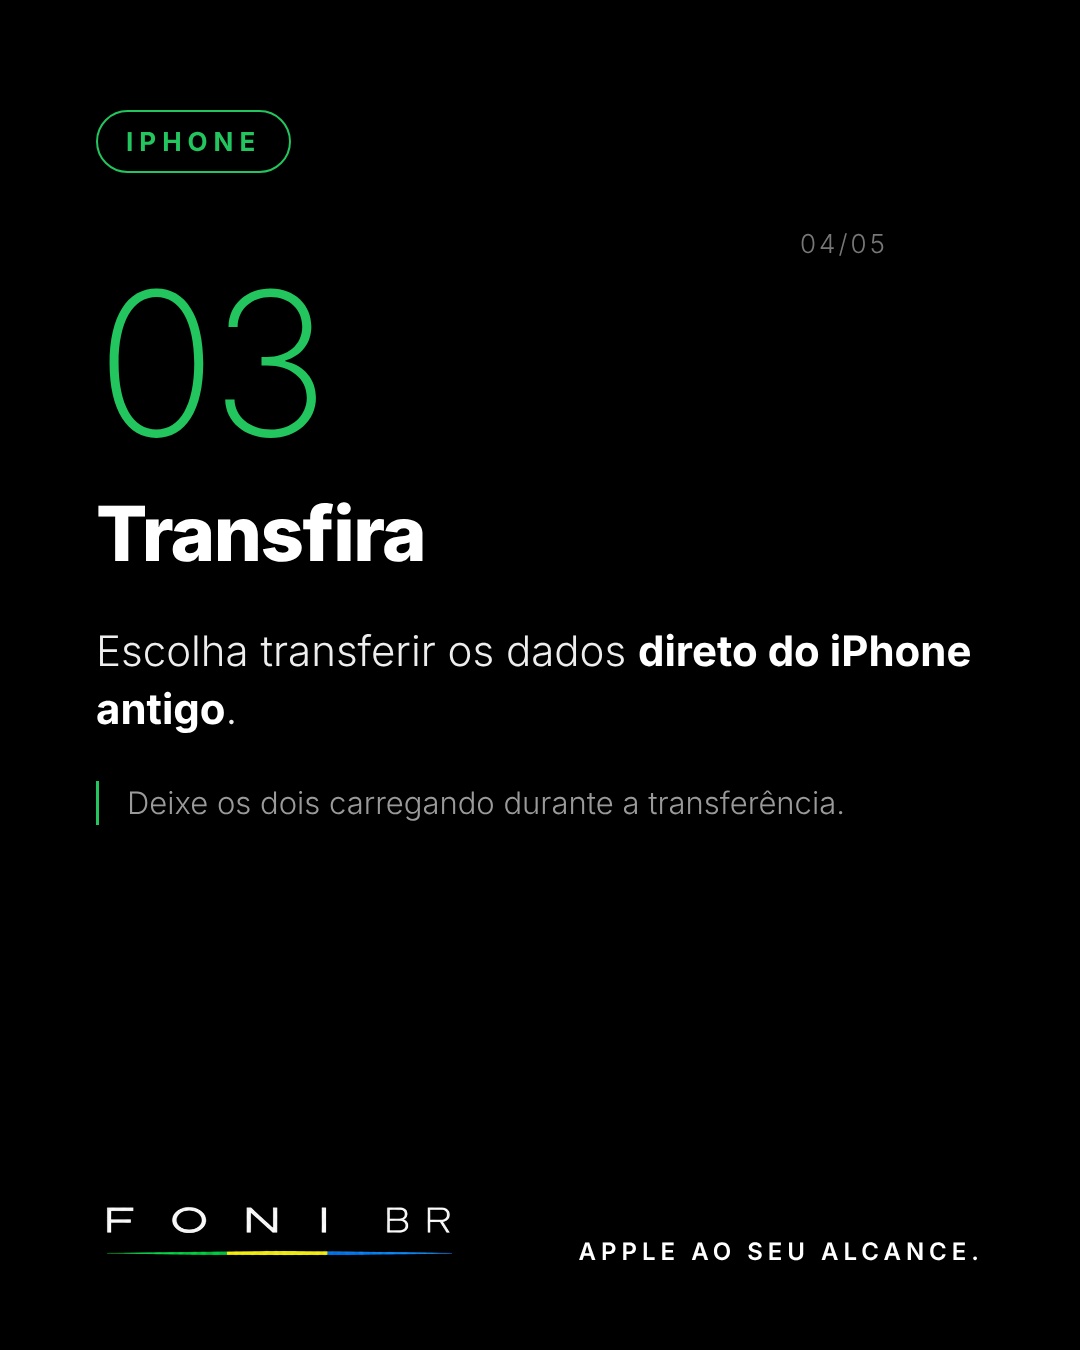 IPHONE
04/05
03
Transfira
Escolha transferir os dados direto do iPhone
antigo.
Deixe os dois carregando durante a transferência.
FONI BR
APPLE AO SEU ALCANCE.